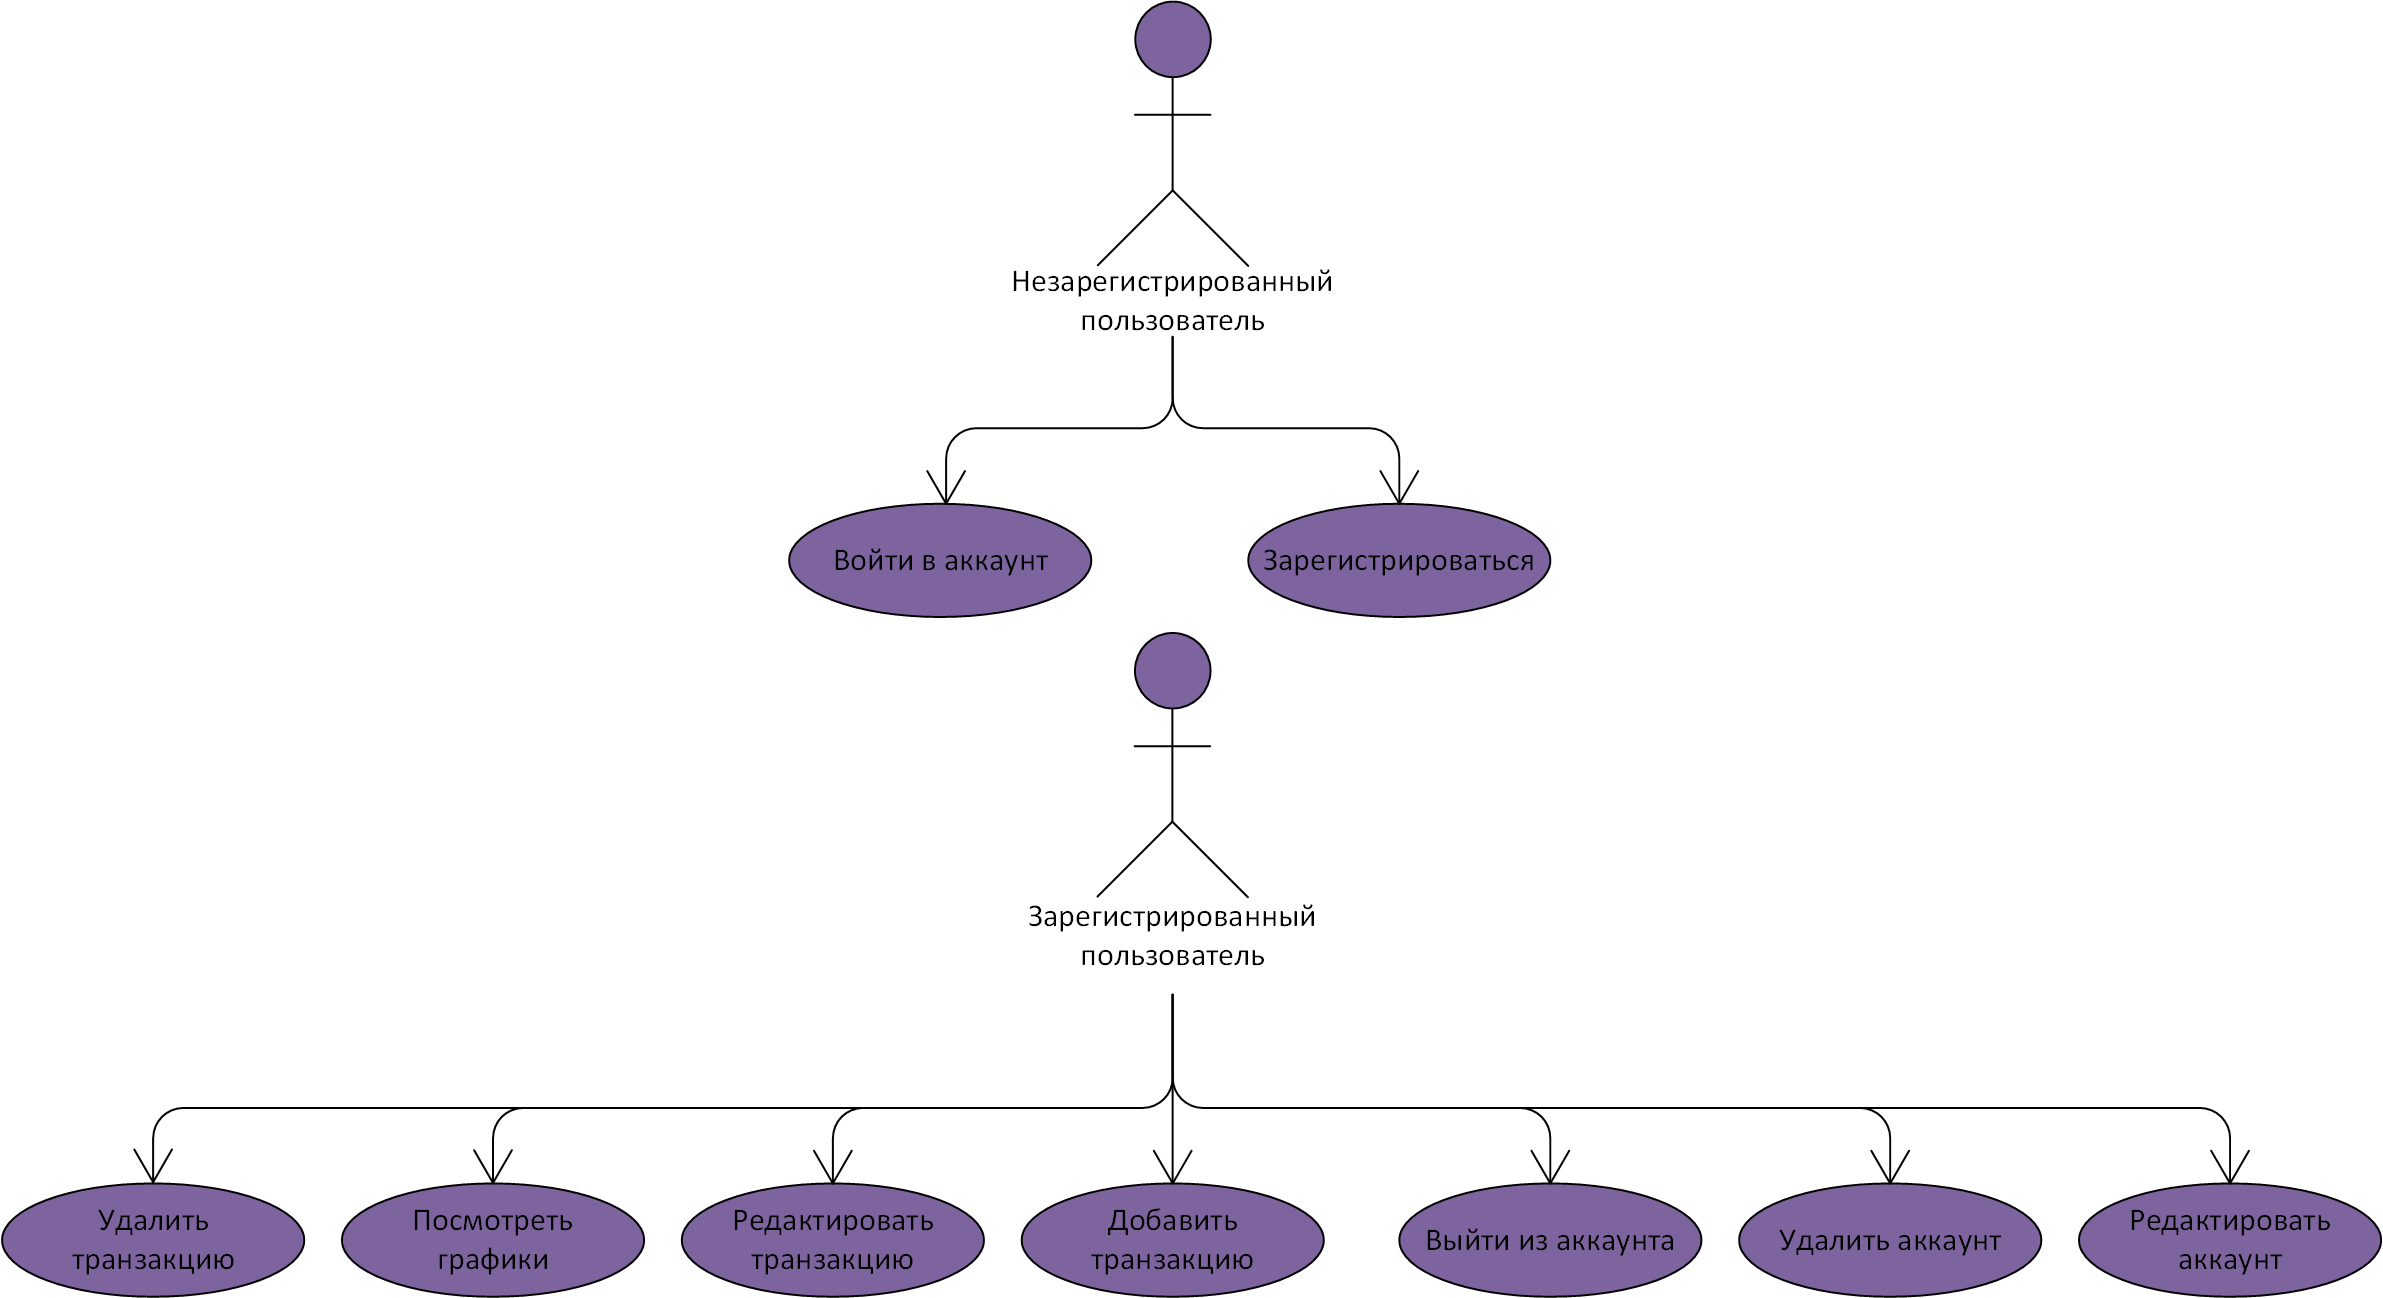 Незарегистрированный
пользователь
Войти в аккаунт
Зарегистрироваться
Зарегистрированный
пользователь
Удалить
транзакцию
Посмотреть
графики
Редактировать
транзакцию
Добавить
транзакцию
Выйти из аккаунта
Удалить аккаунт
Редактировать
аккаунт